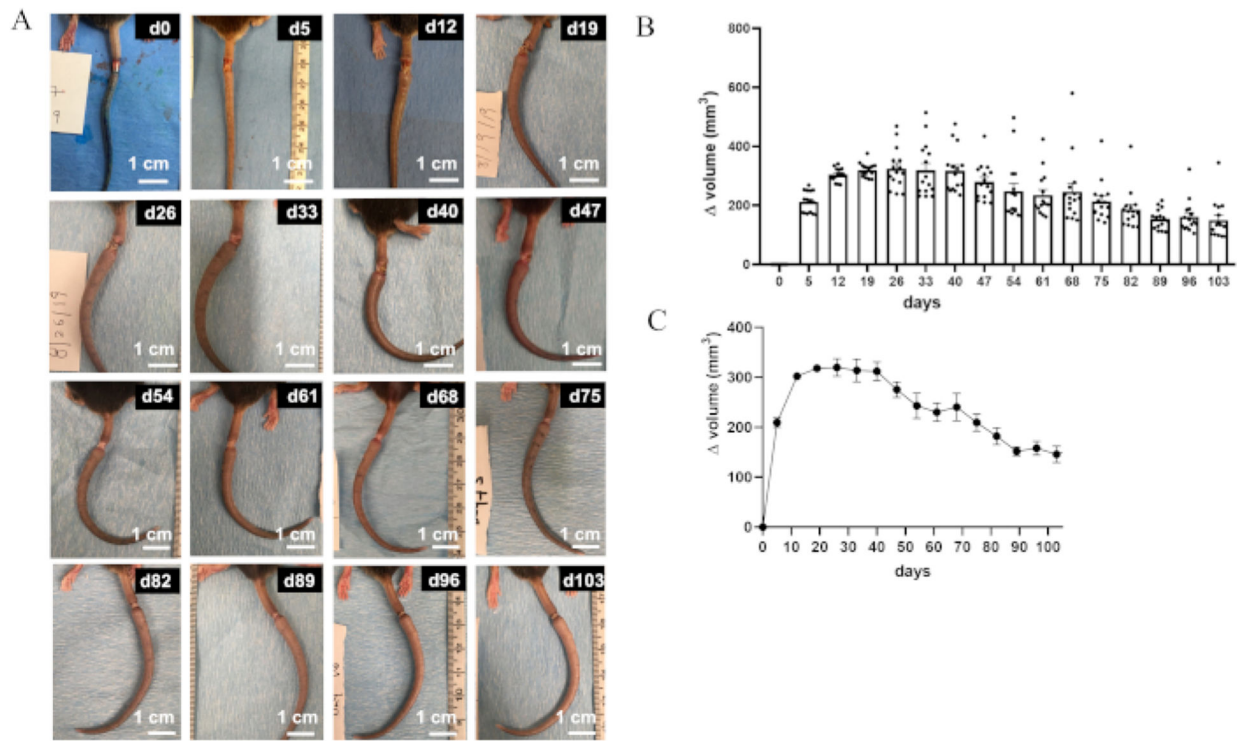 A
d0
d5
d12
d19
1 cm
1 cm
1 cm
1 cm
d26
d33
d40
d47
8/26/19
1 cm
1 cm
1 cm
1 cm
d54
d61
d68
d75
1 cm
1 cm
1 cm
1 cm
d82
d89
d96
d103
1 cm
1 cm
1 cm
1 cm
B
Δ volume (mm³)
800
600
400
200
0
0 5 12 19 26 33 40 47 54 61 68 75 82 89 96 103
days
C
Δ volume (mm³)
400
300
200
100
0
0 10 20 30 40 50 60 70 80 90 100
days